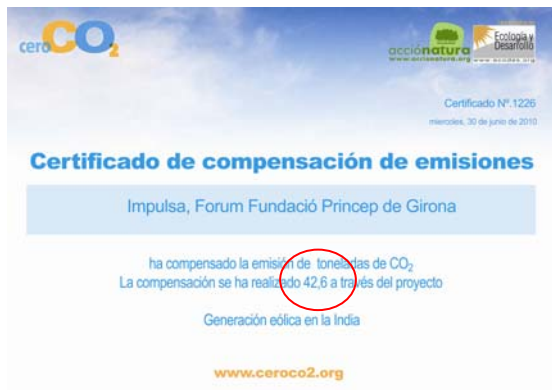 ceroCO2
acciónatura
www.accionatura.org
Ecología y
Desarrollo
www.ecodes.org
Certificado Nº.1226
miercoles, 30 de junio de 2010
Certificado de compensación de emisiones
Impulsa, Forum Fundació Princep de Girona
ha compensado la emisión de toneladas de CO2
La compensación se ha realizado 42,6 a través del proyecto
Generación eólica en la India
www.ceroco2.org